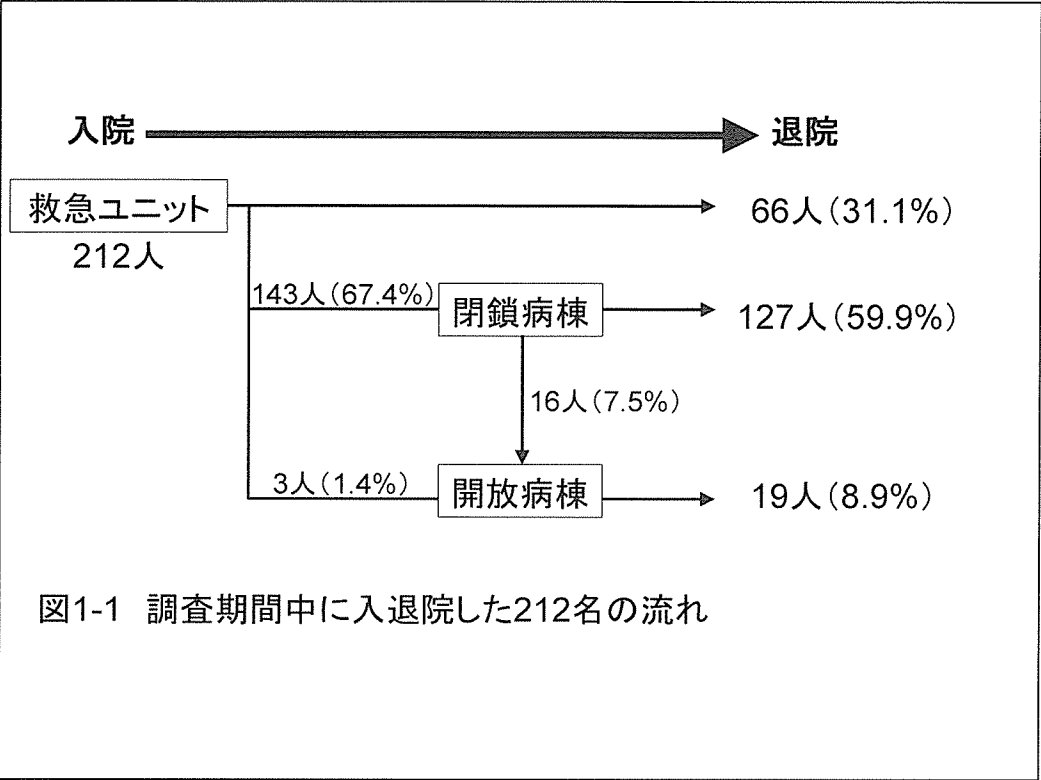 入院
退院
救急ユニット
212人
66人(31.1%)
143人(67.4%)
閉鎖病棟
127人(59.9%)
16人(7.5%)
3人(1.4%)
開放病棟
19人(8.9%)
図1-1 調査期間中に入退院した212名の流れ